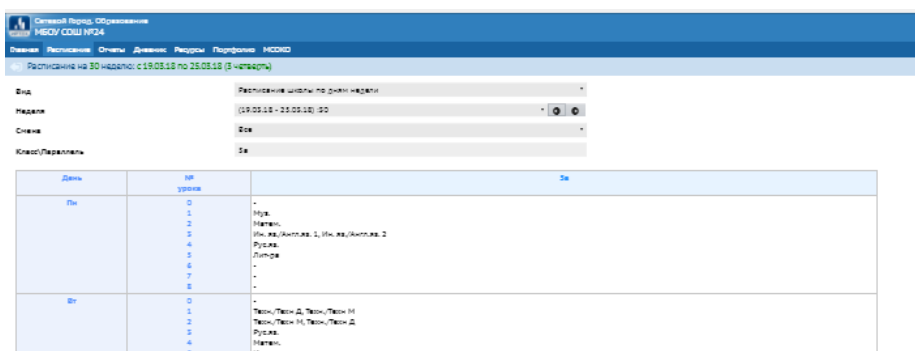 Сетевой Город. Образование
МБОУ СОШ №24
Главная Расписание Отчеты Дневник Ресурсы Портфолио МСОКО
Расписание на 30 неделю: с 19.03.18 по 25.03.18 (3 четверть)
Вид Расписание школы по дням недели
Неделя (19.03.18 - 25.03.18) :30
Смена Все
Класс\Параллель 5в
День № урока 5в
Пн 0 -
1 Муз.
2 Матем.
3 Ин. яз./Англ.яз. 1, Ин. яз./Англ.яз. 2
4 Рус.яз.
5 Лит-ра
6 -
7 -
8 -
Вт 0 -
1 Техн./Техн Д, Техн./Техн М
2 Техн./Техн М, Техн./Техн Д
3 Рус.яз.
4 Матем.